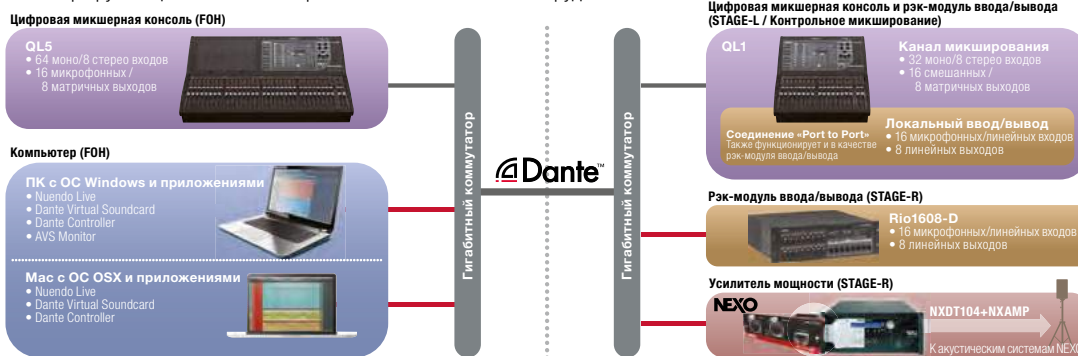 Цифровая микшерная консоль (FOH)
QL5
• 64 моно/8 стерео входов
• 16 микрофонных /
8 матричных выходов
Компьютер (FOH)
ПК с ОС Windows и приложениями
• Nuendo Live
• Dante Virtual Soundcard
• Dante Controller
• AVS Monitor
Mac с ОС OSX и приложениями
• Nuendo Live
• Dante Virtual Soundcard
• Dante Controller
Гигабитный коммутатор
Dante™
Гигабитный коммутатор
Цифровая микшерная консоль и рэк-модуль ввода/вывода
(STAGE-L / Контрольное микширование)
QL1
Канал микширования
• 32 моно/8 стерео входов
• 16 смешанных /
8 матричных выходов
Соединение «Port to Port»
Также функционирует и в качестве
рэк-модуля ввода/вывода
Локальный ввод/вывод
• 16 микрофонных/линейных входов
• 8 линейных выходов
Рэк-модуль ввода/вывода (STAGE-R)
Rio1608-D
• 16 микрофонных/линейных входов
• 8 линейных выходов
Усилитель мощности (STAGE-R)
NEXO
NXDT104+NXAMP
К акустическим системам NEXO